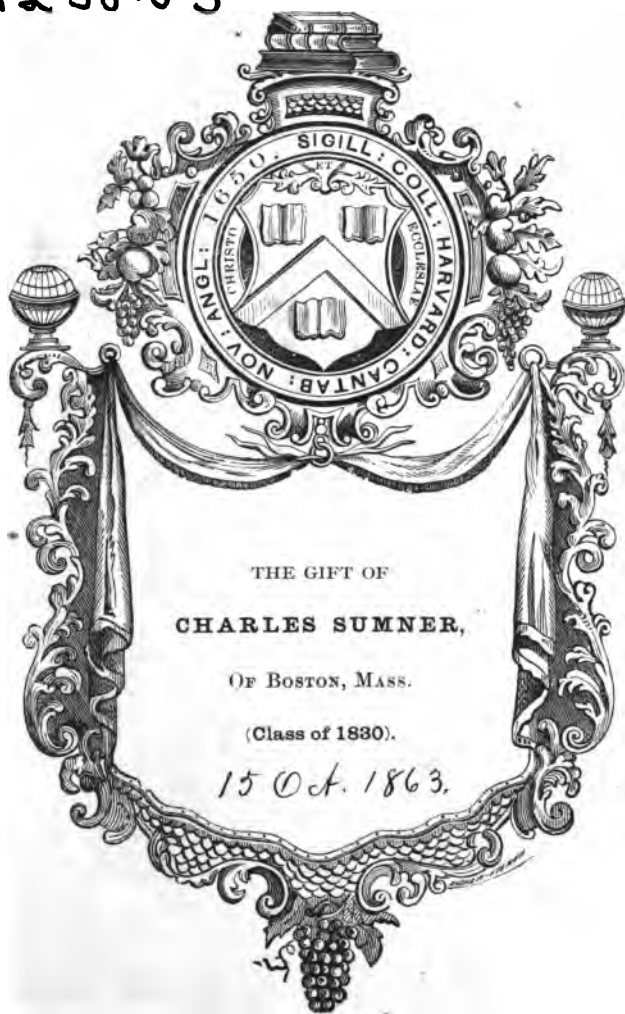 SIGILL: COLL: HARVARD: CANTAB: NOV: ANGL: 1650.
ET
CHRISTO
ECCLESIAE
THE GIFT OF
CHARLES SUMNER,
OF BOSTON, MASS.
(Class of 1830).
15 Oct. 1863.